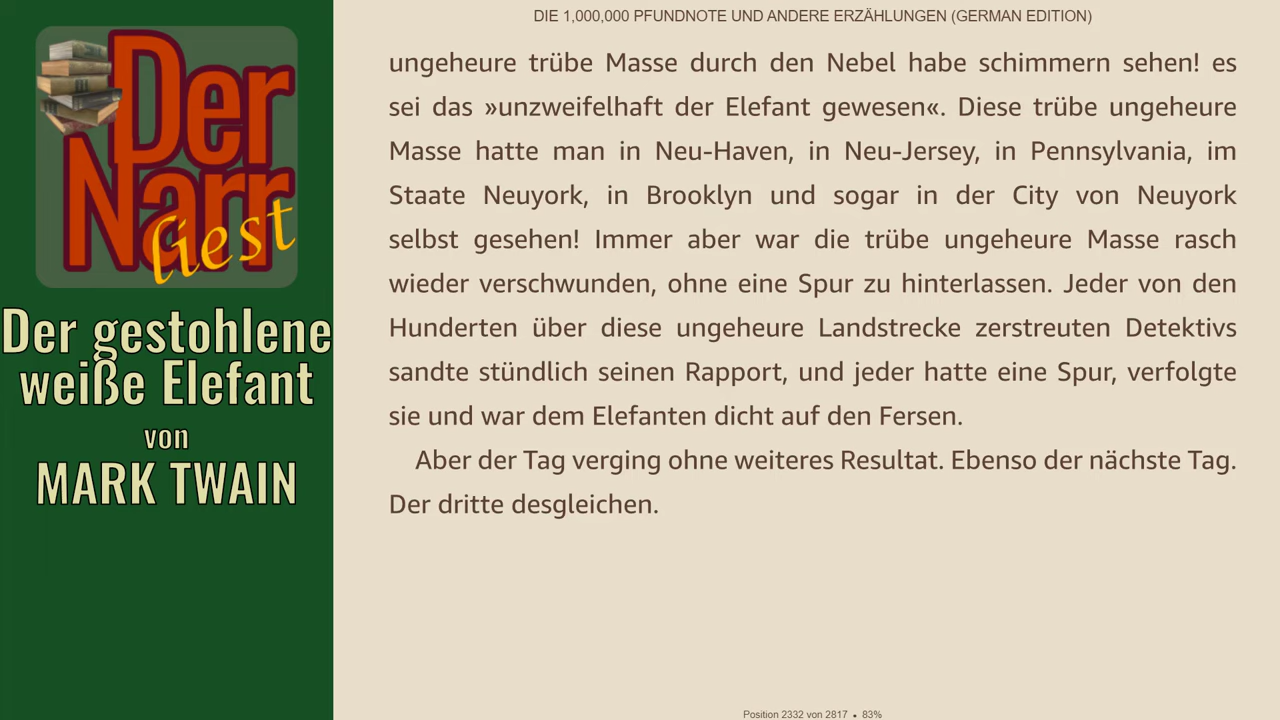 Der
Narr
liest
Der gestohlene
weiße Elefant
von
MARK TWAIN
DIE 1,000,000 PFUNDNOTE UND ANDERE ERZÄHLUNGEN (GERMAN EDITION)
ungeheure trübe Masse durch den Nebel habe schimmern sehen! es
sei das »unzweifelhaft der Elefant gewesen«. Diese trübe ungeheure
Masse hatte man in Neu-Haven, in Neu-Jersey, in Pennsylvania, im
Staate Neuyork, in Brooklyn und sogar in der City von Neuyork
selbst gesehen! Immer aber war die trübe ungeheure Masse rasch
wieder verschwunden, ohne eine Spur zu hinterlassen. Jeder von den
Hunderten über diese ungeheure Landstrecke zerstreuten Detektivs
sandte stündlich seinen Rapport, und jeder hatte eine Spur, verfolgte
sie und war dem Elefanten dicht auf den Fersen.
Aber der Tag verging ohne weiteres Resultat. Ebenso der nächste Tag.
Der dritte desgleichen.
Position 2332 von 2817 • 83%